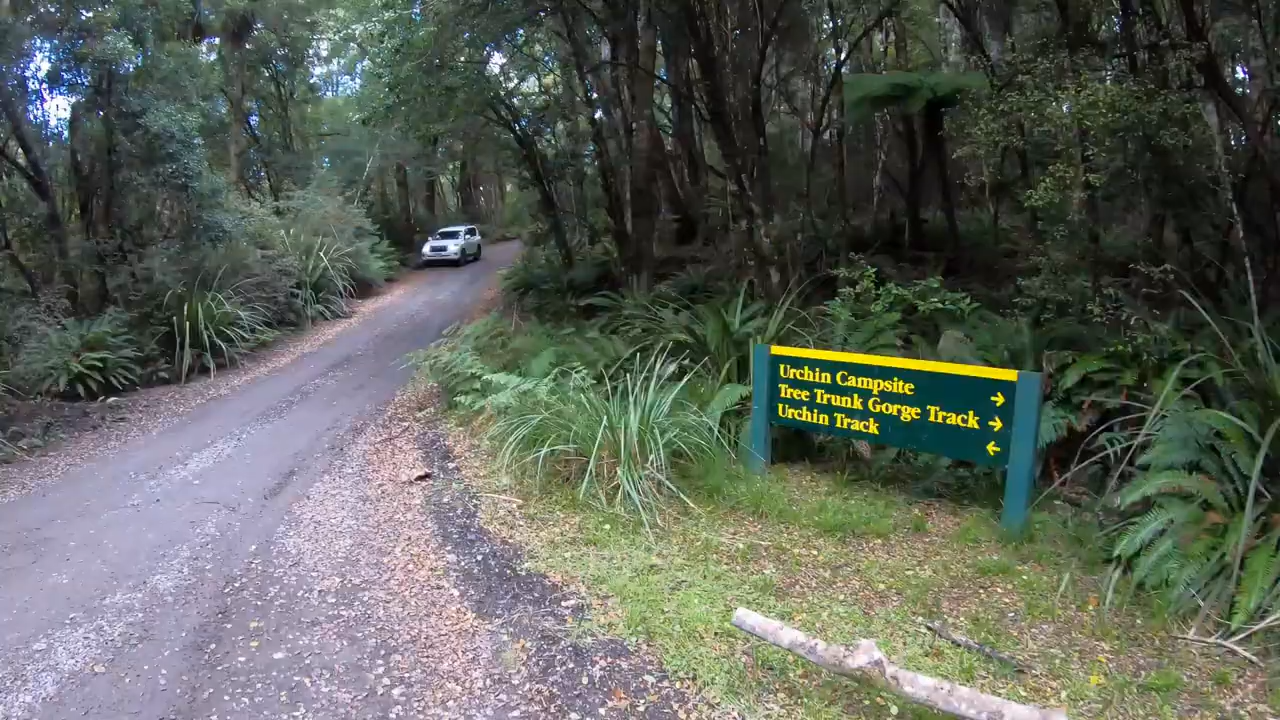 Urchin Campsite →
Tree Trunk Gorge Track →
Urchin Track ←